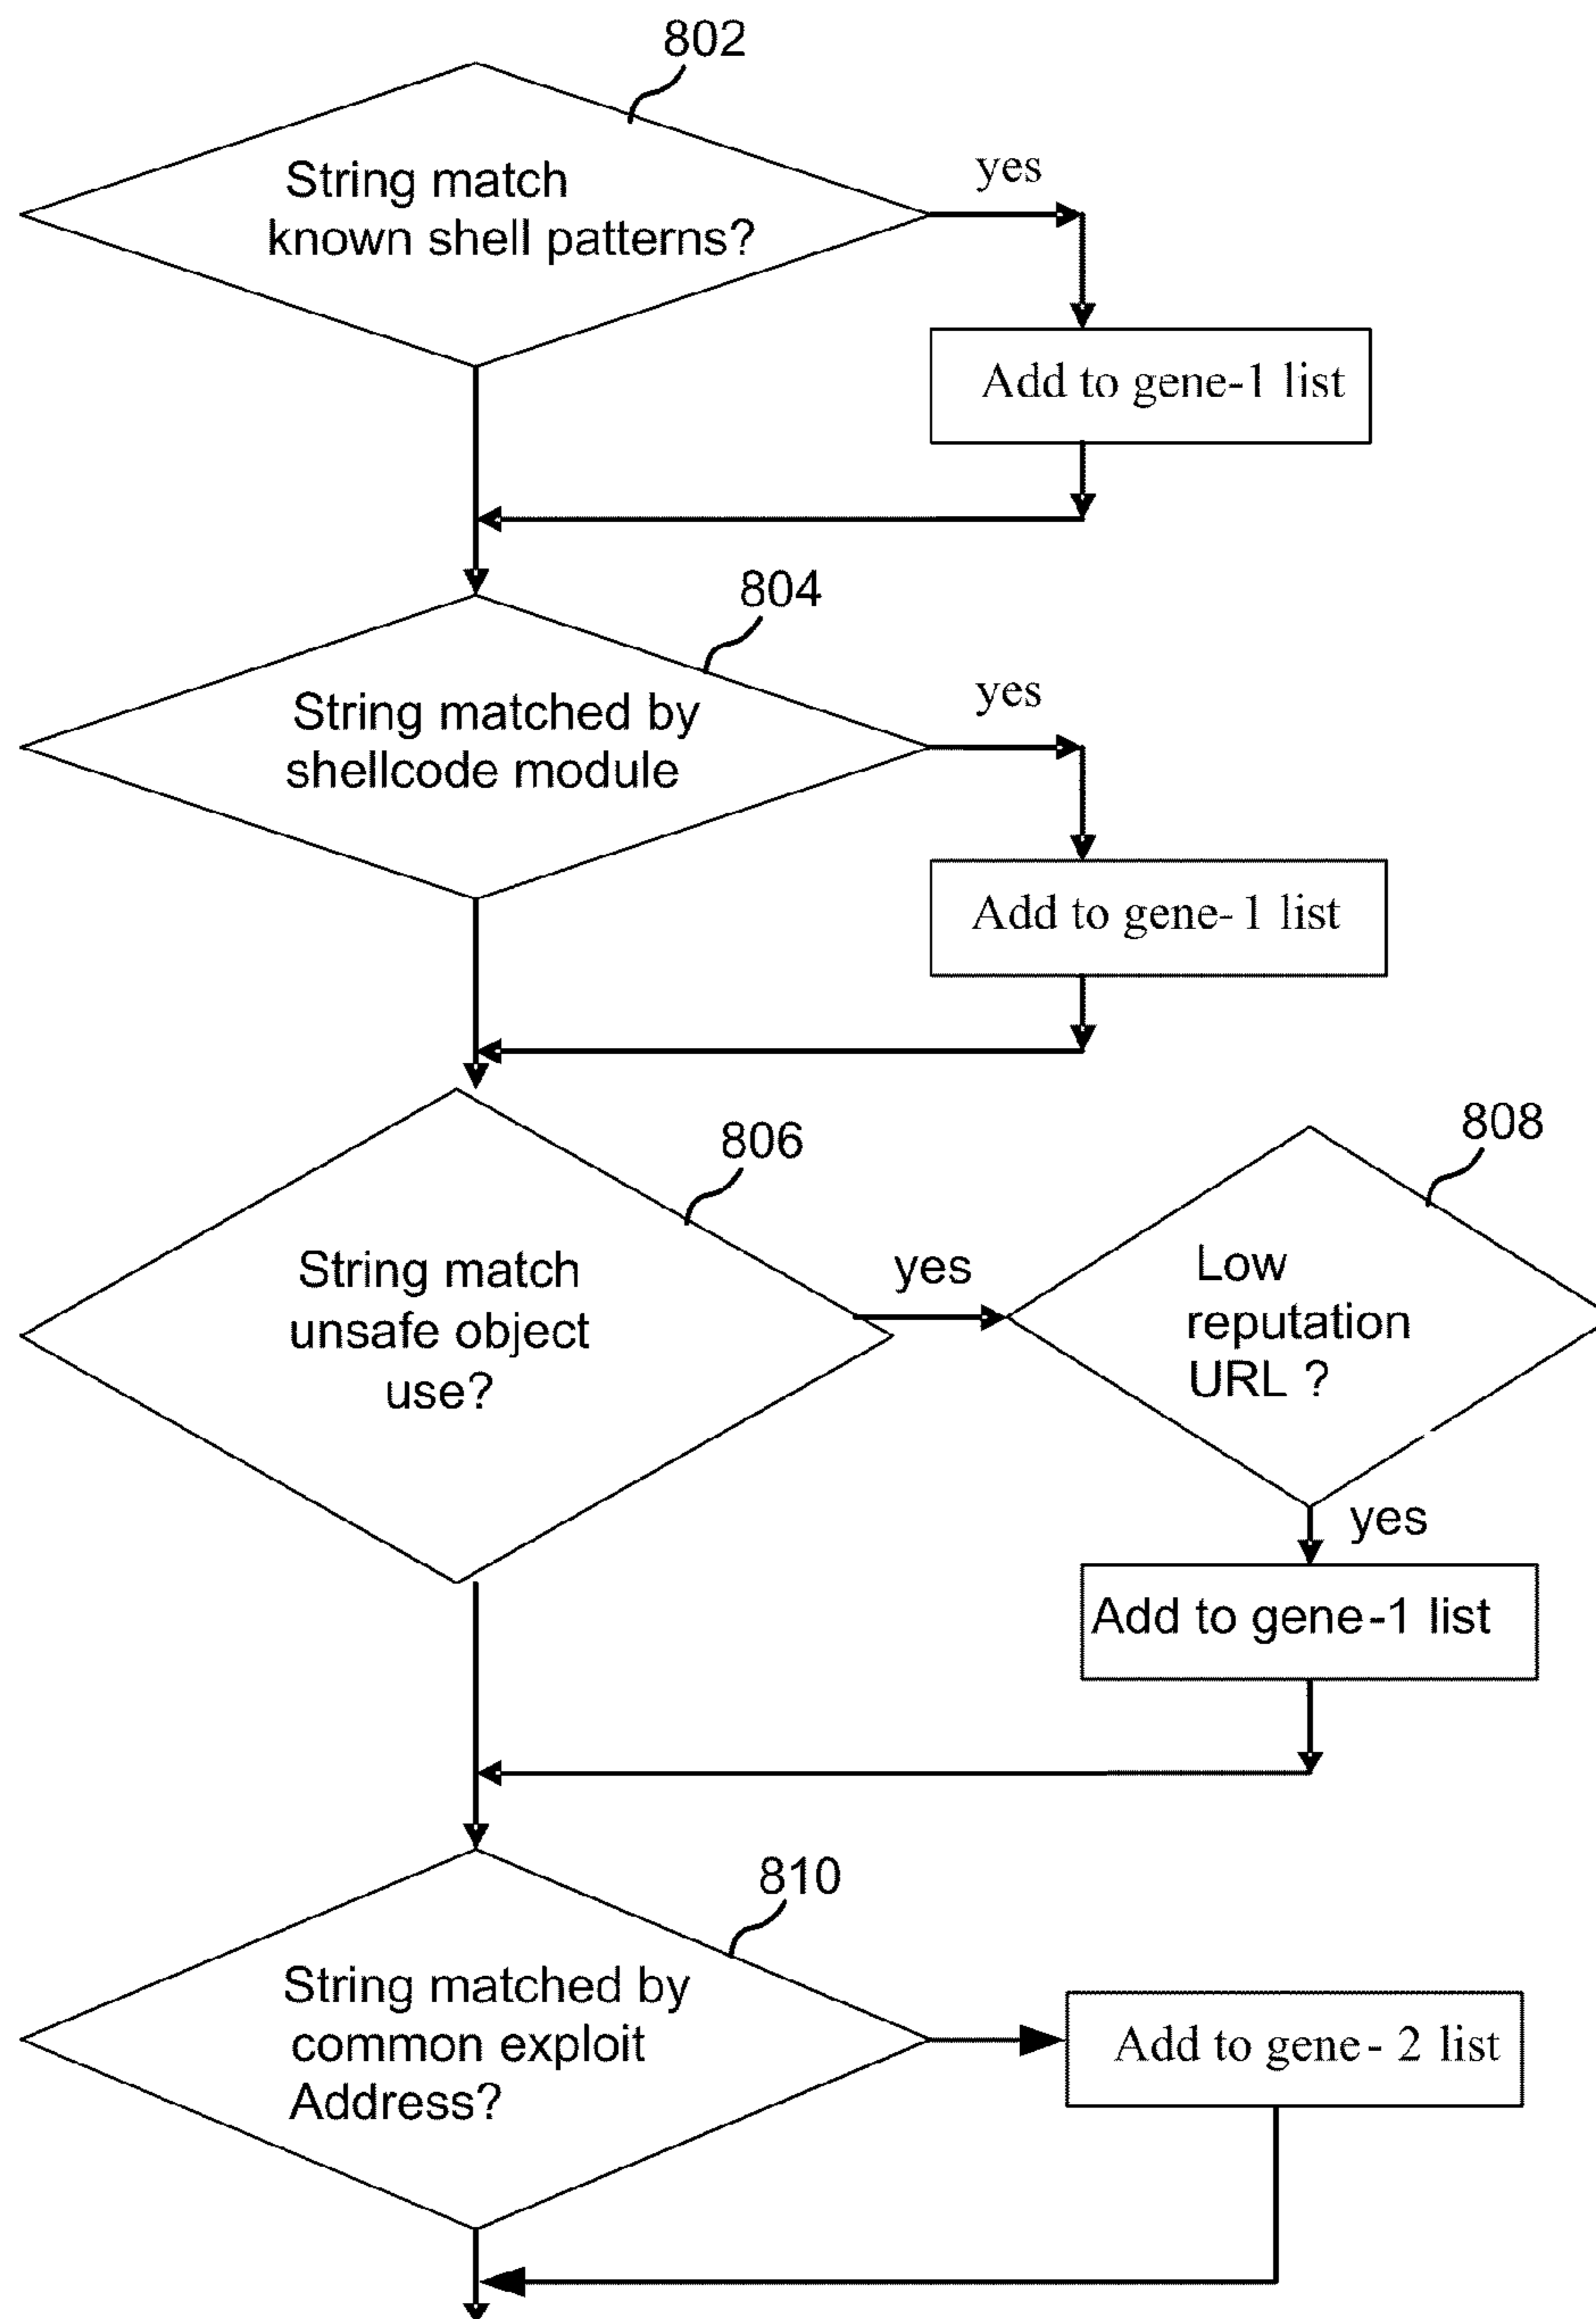 802
String match
known shell patterns?
yes
Add to gene-1 list
804
String matched by
shellcode module
yes
Add to gene- 1 list
806
String match
unsafe object
use?
yes
808
Low
reputation
URL ?
yes
Add to gene-1 list
810
String matched by
common exploit
Address?
Add to gene- 2 list